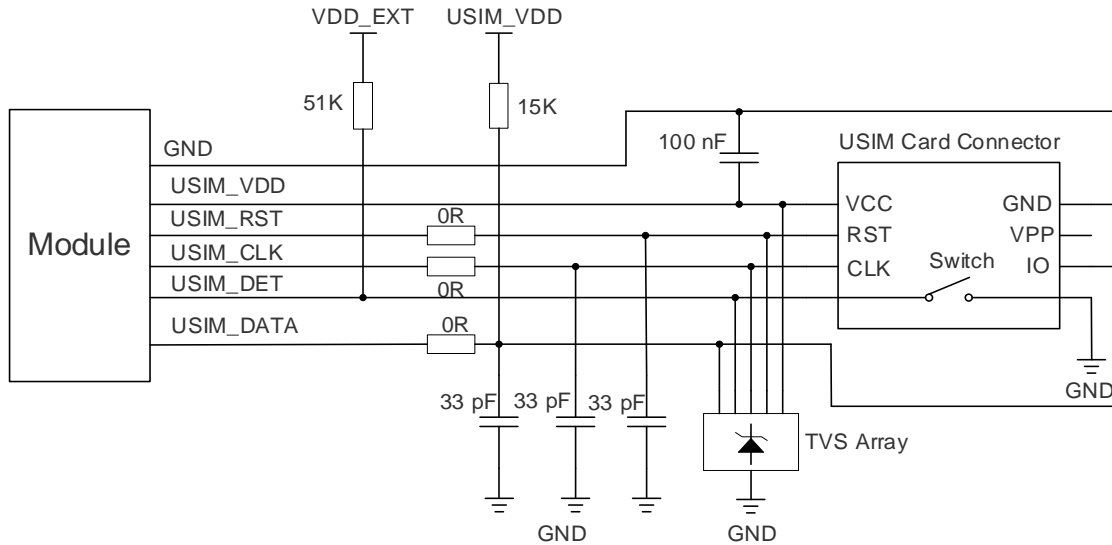 VDD_EXT
USIM_VDD
51K
15K
GND
100 nF
USIM Card Connector
USIM_VDD
VCC
GND
USIM_RST
0R
RST
VPP
Module
USIM_CLK
CLK
Switch
IO
USIM_DET
0R
USIM_DATA
0R
GND
33 pF
33 pF
33 pF
TVS Array
GND
GND